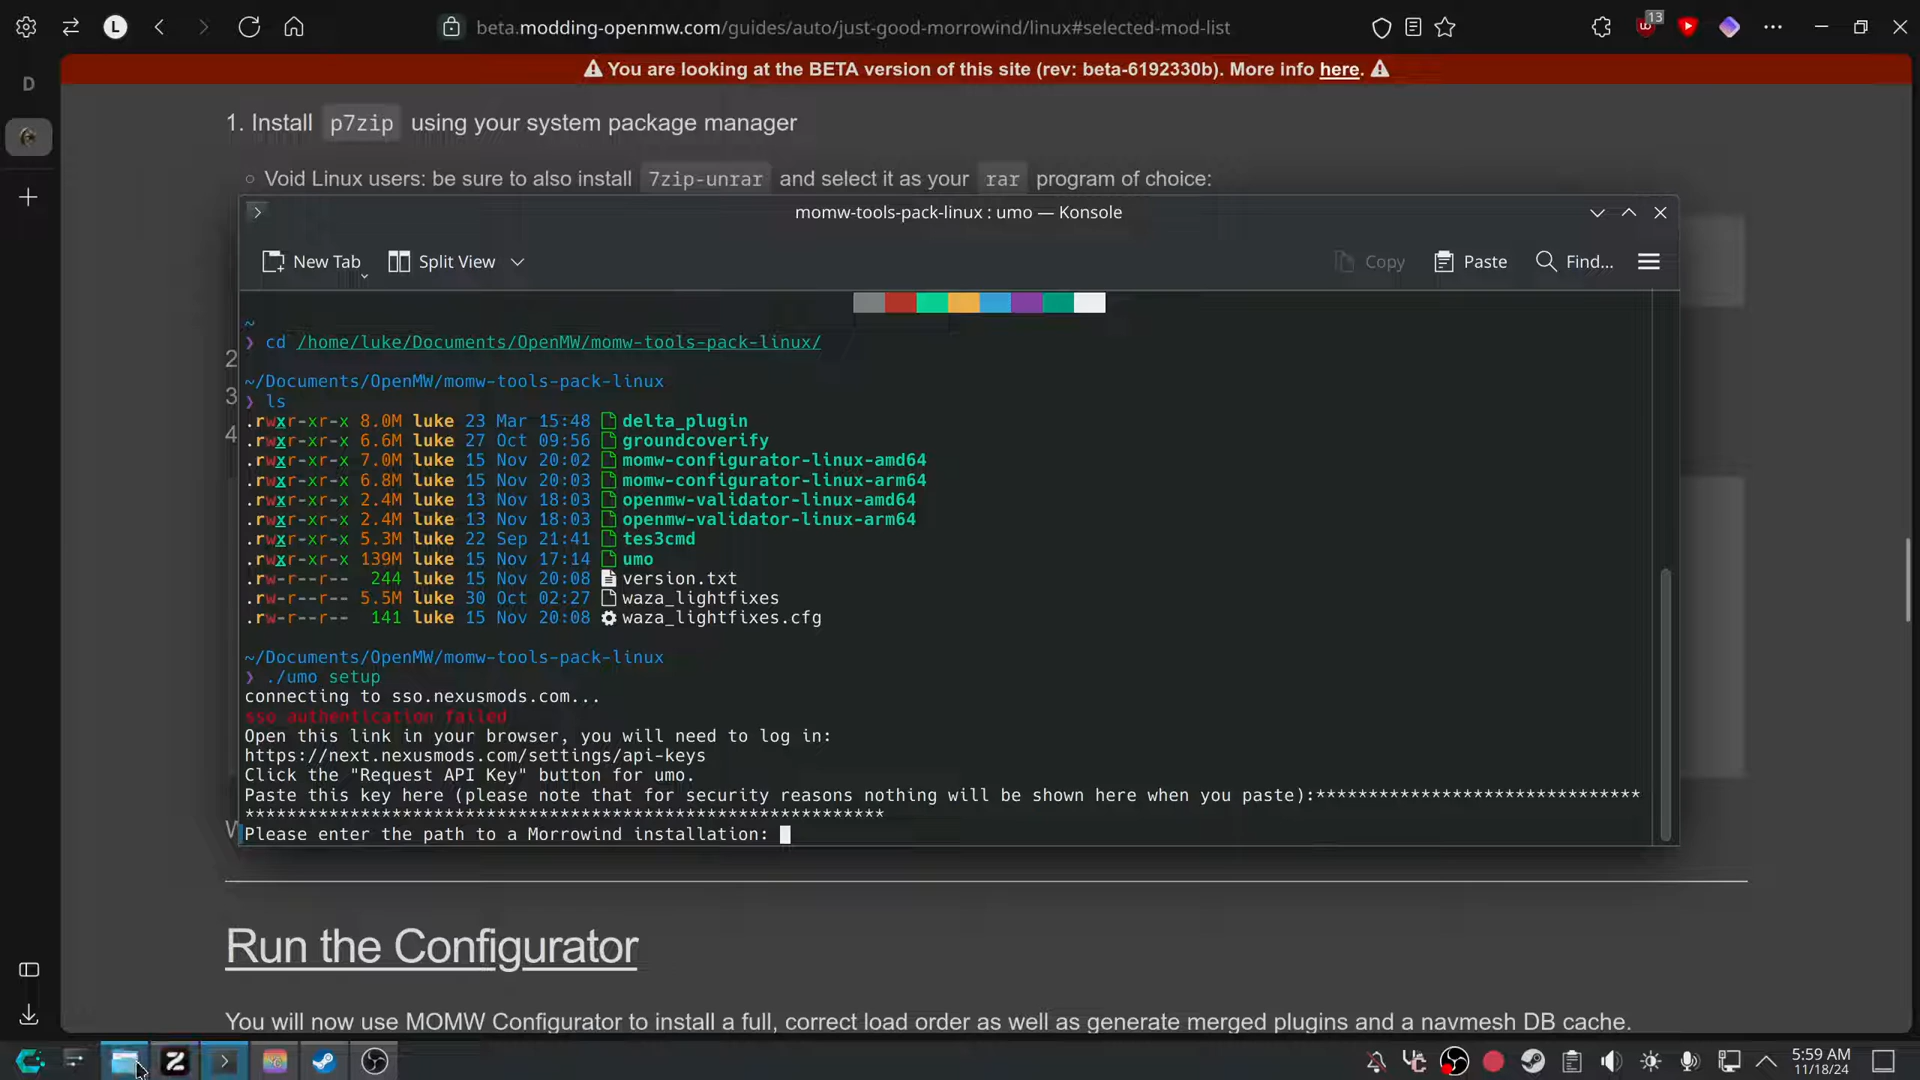 L
beta.modding-openmw.com/guides/auto/just-good-morrowind/linux#selected-mod-list
13
D
You are looking at the BETA version of this site (rev: beta-6192330b). More info here.
1. Install p7zip using your system package manager
Void Linux users: be sure to also install 7zip-unrar and select it as your rar program of choice:
momw-tools-pack-linux : umo — Konsole
New Tab
Split View
Copy
Paste
Find...
~
❯ cd /home/luke/Documents/OpenMW/momw-tools-pack-linux/
2
~/Documents/OpenMW/momw-tools-pack-linux
3
❯ ls
.rwxr-xr-x 8.0M luke 23 Mar 15:48 delta_plugin
4
.rwxr-xr-x 6.6M luke 27 Oct 09:56 groundcoverify
.rwxr-xr-x 7.0M luke 15 Nov 20:02 momw-configurator-linux-amd64
.rwxr-xr-x 6.8M luke 15 Nov 20:03 momw-configurator-linux-arm64
.rwxr-xr-x 2.4M luke 13 Nov 18:03 openmw-validator-linux-amd64
.rwxr-xr-x 2.4M luke 13 Nov 18:03 openmw-validator-linux-arm64
.rwxr-xr-x 5.3M luke 22 Sep 21:41 tes3cmd
.rwxr-xr-x 139M luke 15 Nov 17:14 umo
.rw-r--r-- 244 luke 15 Nov 20:08 version.txt
.rw-r--r-- 5.5M luke 30 Oct 02:27 waza_lightfixes
.rw-r--r-- 141 luke 15 Nov 20:08 waza_lightfixes.cfg
~/Documents/OpenMW/momw-tools-pack-linux
❯ ./umo setup
connecting to sso.nexusmods.com...
sso authentication failed
Open this link in your browser, you will need to log in:
https://next.nexusmods.com/settings/api-keys
Click the "Request API Key" button for umo.
Paste this key here (please note that for security reasons nothing will be shown here when you paste):*******************************
*************************************************************
Please enter the path to a Morrowind installation:
Run the Configurator
You will now use MOMW Configurator to install a full, correct load order as well as generate merged plugins and a navmesh DB cache.
5:59 AM
11/18/24